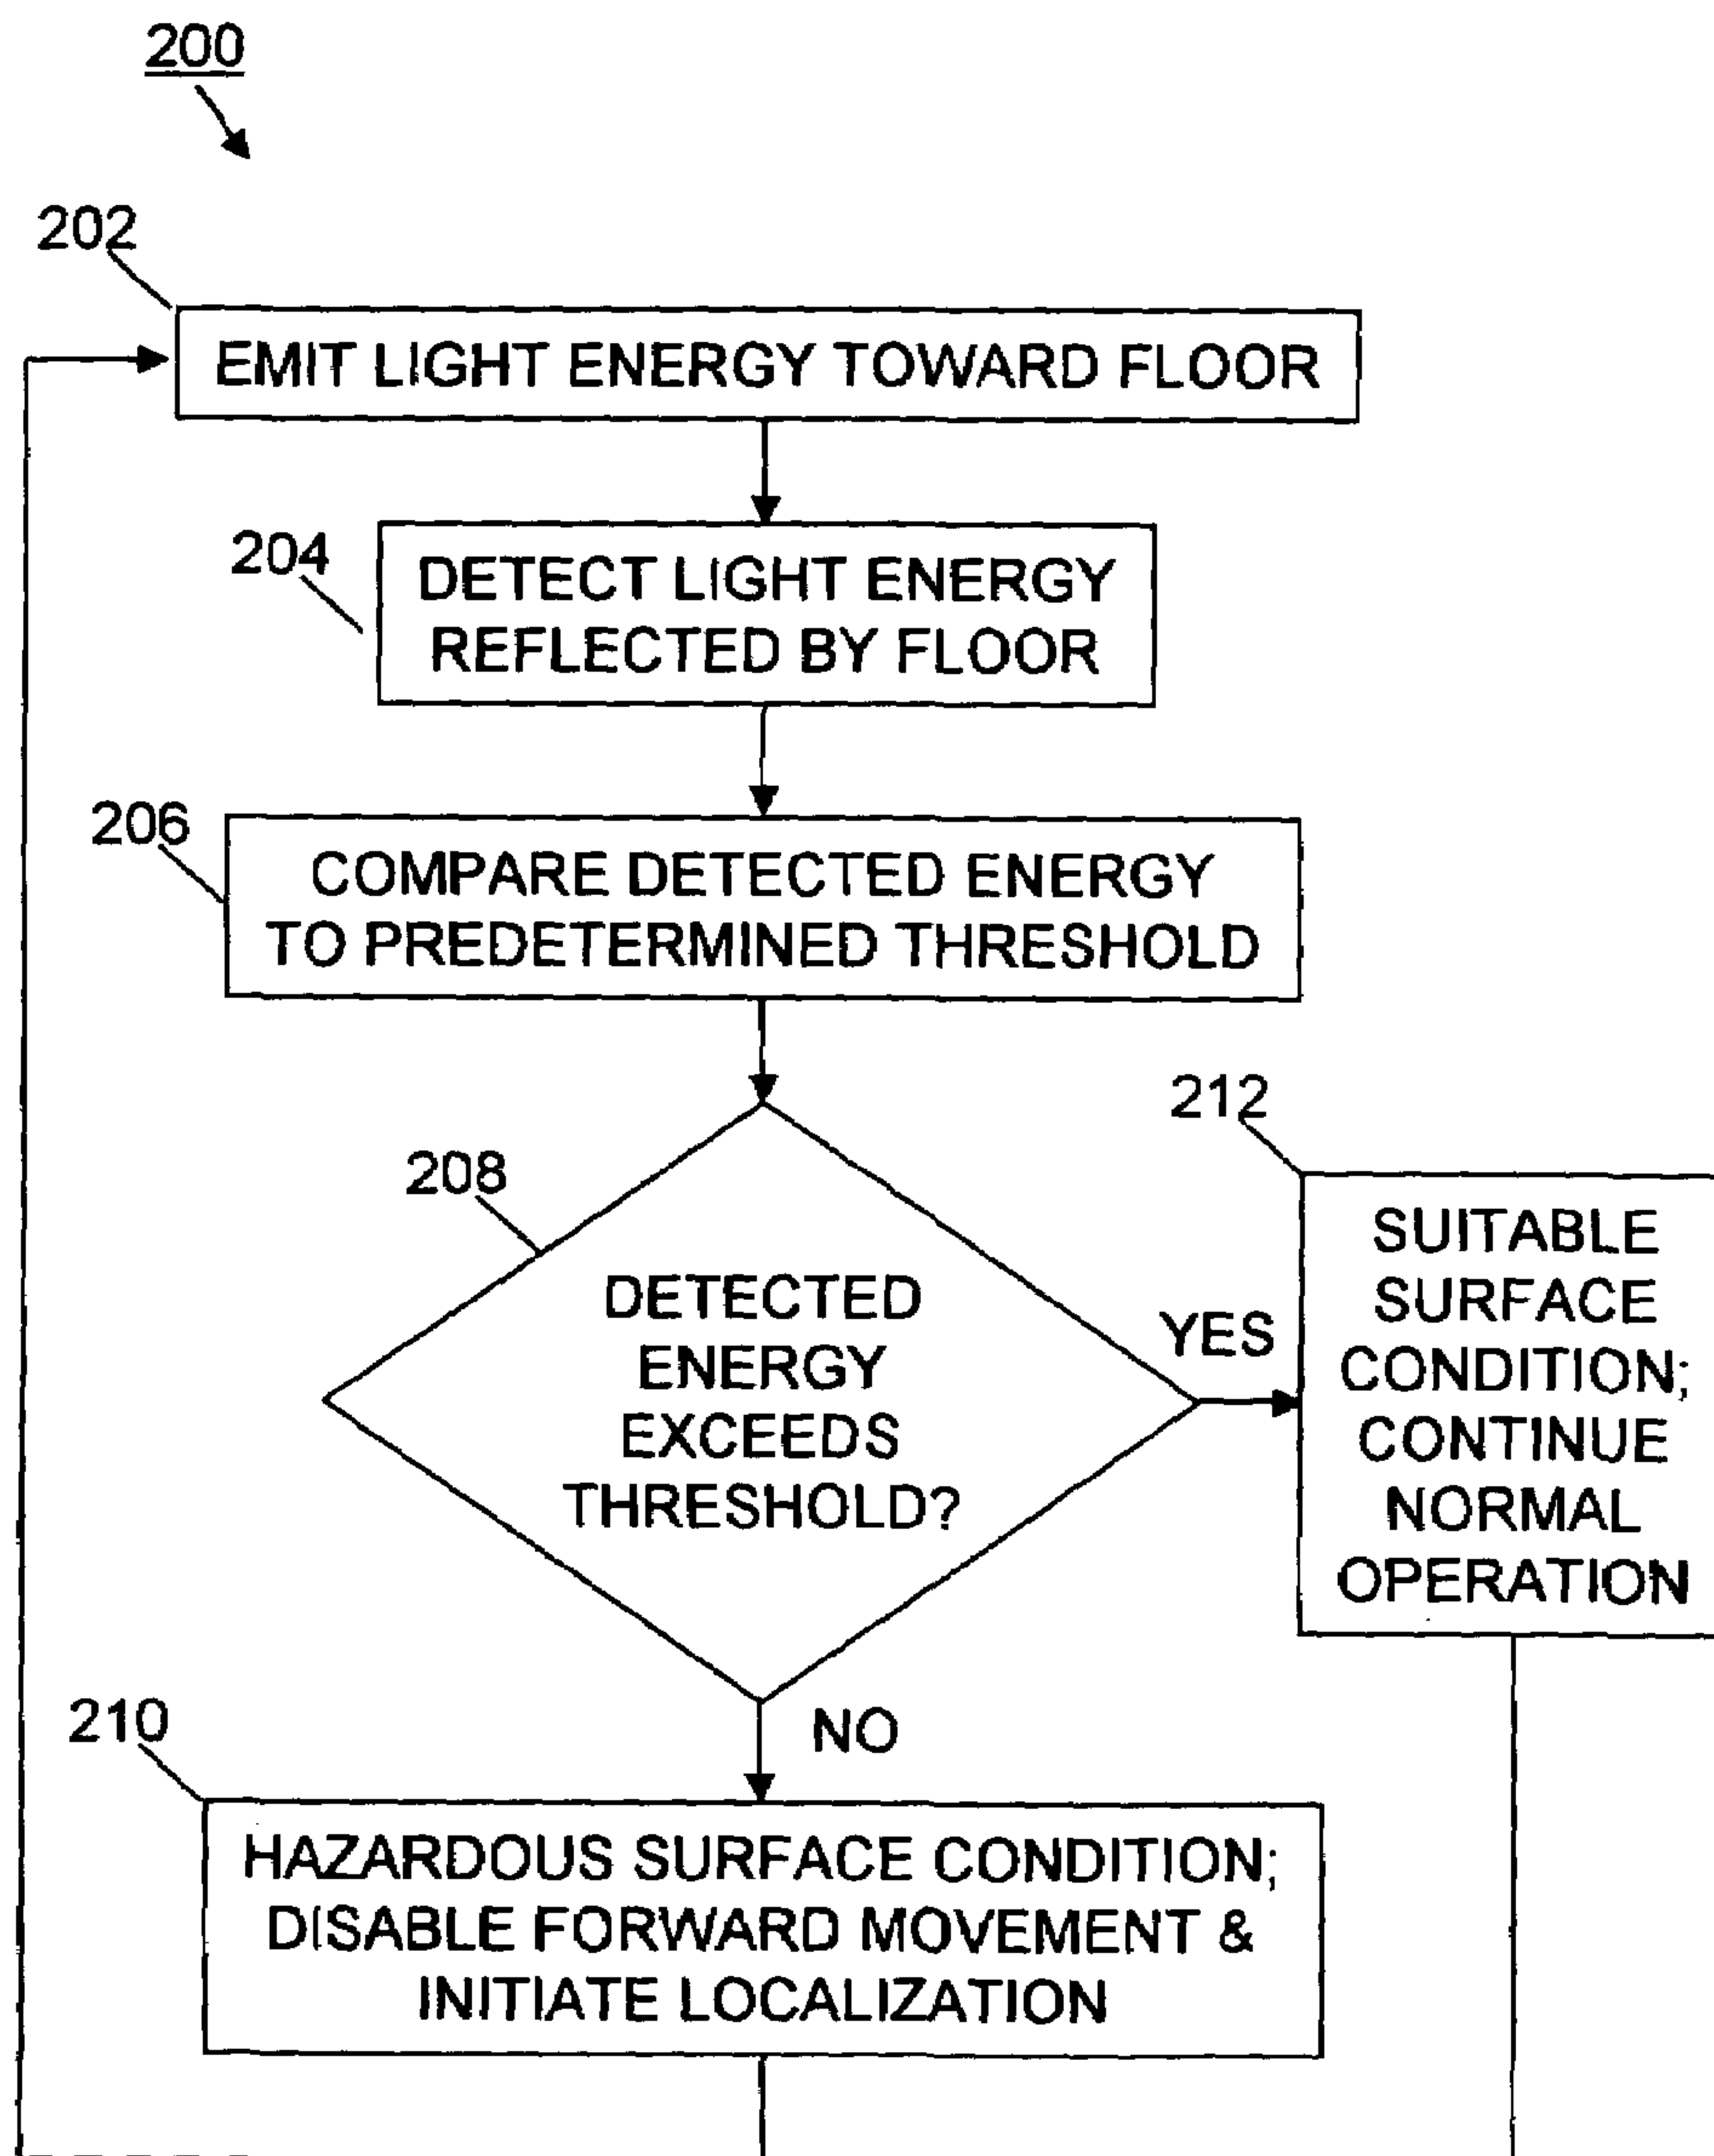 200
202
EMIT LIGHT ENERGY TOWARD FLOOR
204
DETECT LIGHT ENERGY
REFLECTED BY FLOOR
206
COMPARE DETECTED ENERGY
TO PREDETERMINED THRESHOLD
208
DETECTED
ENERGY
EXCEEDS
THRESHOLD?
YES
212
SUITABLE
SURFACE
CONDITION;
CONTINUE
NORMAL
OPERATION
NO
210
HAZARDOUS SURFACE CONDITION;
DISABLE FORWARD MOVEMENT &
INITIATE LOCALIZATION